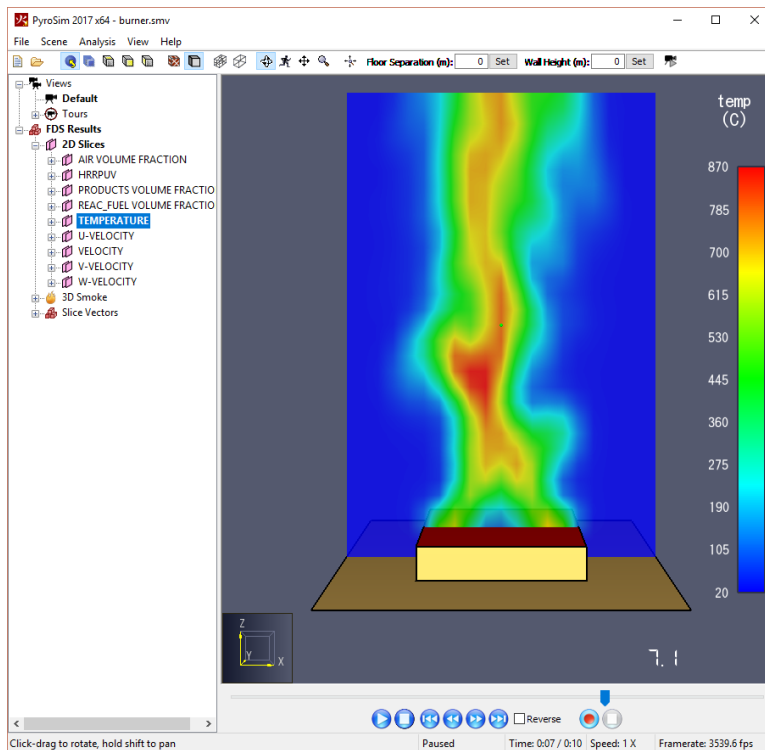 PyroSim 2017 x64 - burner.smv
File Scene Analysis View Help
Floor Separation (m): 0 Set Wall Height (m): 0 Set
Views
Default
Tours
FDS Results
2D Slices
AIR VOLUME FRACTION
HRRPUV
PRODUCTS VOLUME FRACTIO
REAC_FUEL VOLUME FRACTIO
TEMPERATURE
U-VELOCITY
VELOCITY
V-VELOCITY
W-VELOCITY
3D Smoke
Slice Vectors
temp
(C)
870
785
700
615
530
445
360
275
190
105
20
Z
Y
X
7.1
Reverse
Click-drag to rotate, hold shift to pan
Paused
Time: 0:07 / 0:10
Speed: 1 X
Framerate: 3539.6 fps